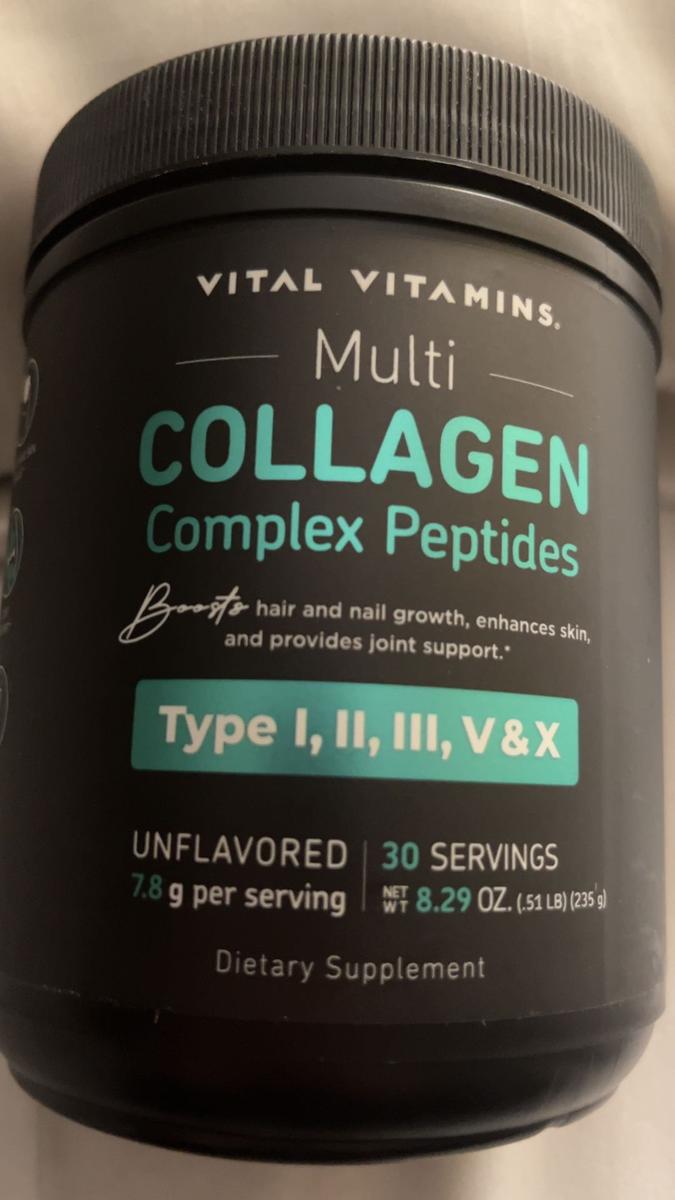 VITAL VITAMINS®
Multi
COLLAGEN
Complex Peptides
Boosts hair and nail growth, enhances skin,
and provides joint support.*
Type I, II, III, V & X
UNFLAVORED
7.8 g per serving
30 SERVINGS
NET WT 8.29 OZ. (.51 LB) (235 g)
Dietary Supplement